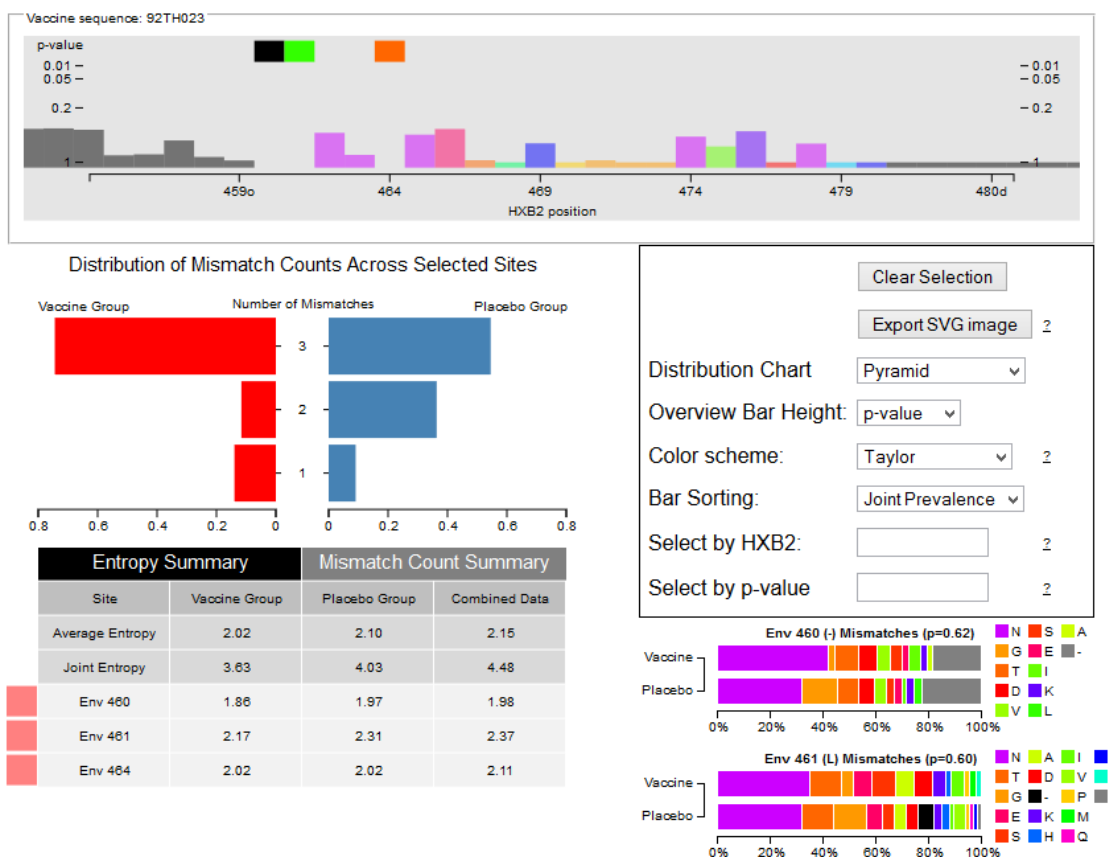 Vaccine sequence: 92TH023
p-value
0.01 – – 0.01
0.05 – – 0.05
0.2 – – 0.2
1 – – 1
459o 464 469 474 479 480d
HXB2 position
Distribution of Mismatch Counts Across Selected Sites
Vaccine Group Number of Mismatches Placebo Group
3
2
1
0.8 0.6 0.4 0.2 0 0 0.2 0.4 0.6 0.8
Entropy Summary Mismatch Count Summary
Site Vaccine Group Placebo Group Combined Data
Average Entropy 2.02 2.10 2.15
Joint Entropy 3.63 4.03 4.48
Env 460 1.86 1.97 1.98
Env 461 2.17 2.31 2.37
Env 464 2.02 2.02 2.11
Clear Selection
Export SVG image ?
Distribution Chart Pyramid
Overview Bar Height: p-value
Color scheme: Taylor ?
Bar Sorting: Joint Prevalence
Select by HXB2: ?
Select by p-value ?
Env 460 (-) Mismatches (p=0.62)
Vaccine
Placebo
0% 20% 40% 60% 80% 100%
N S A
G E -
T I
D K
V L
Env 461 (L) Mismatches (p=0.60)
Vaccine
Placebo
0% 20% 40% 60% 80% 100%
N A I
T D V
G - P
E K M
S H Q